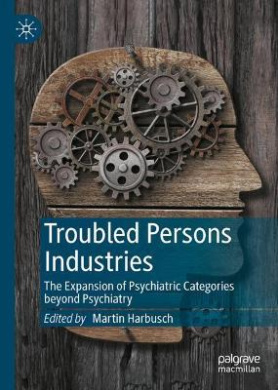 Troubled Persons
Industries
The Expansion of Psychiatric Categories
beyond Psychiatry
Edited by Martin Harbusch
palgrave
macmillan